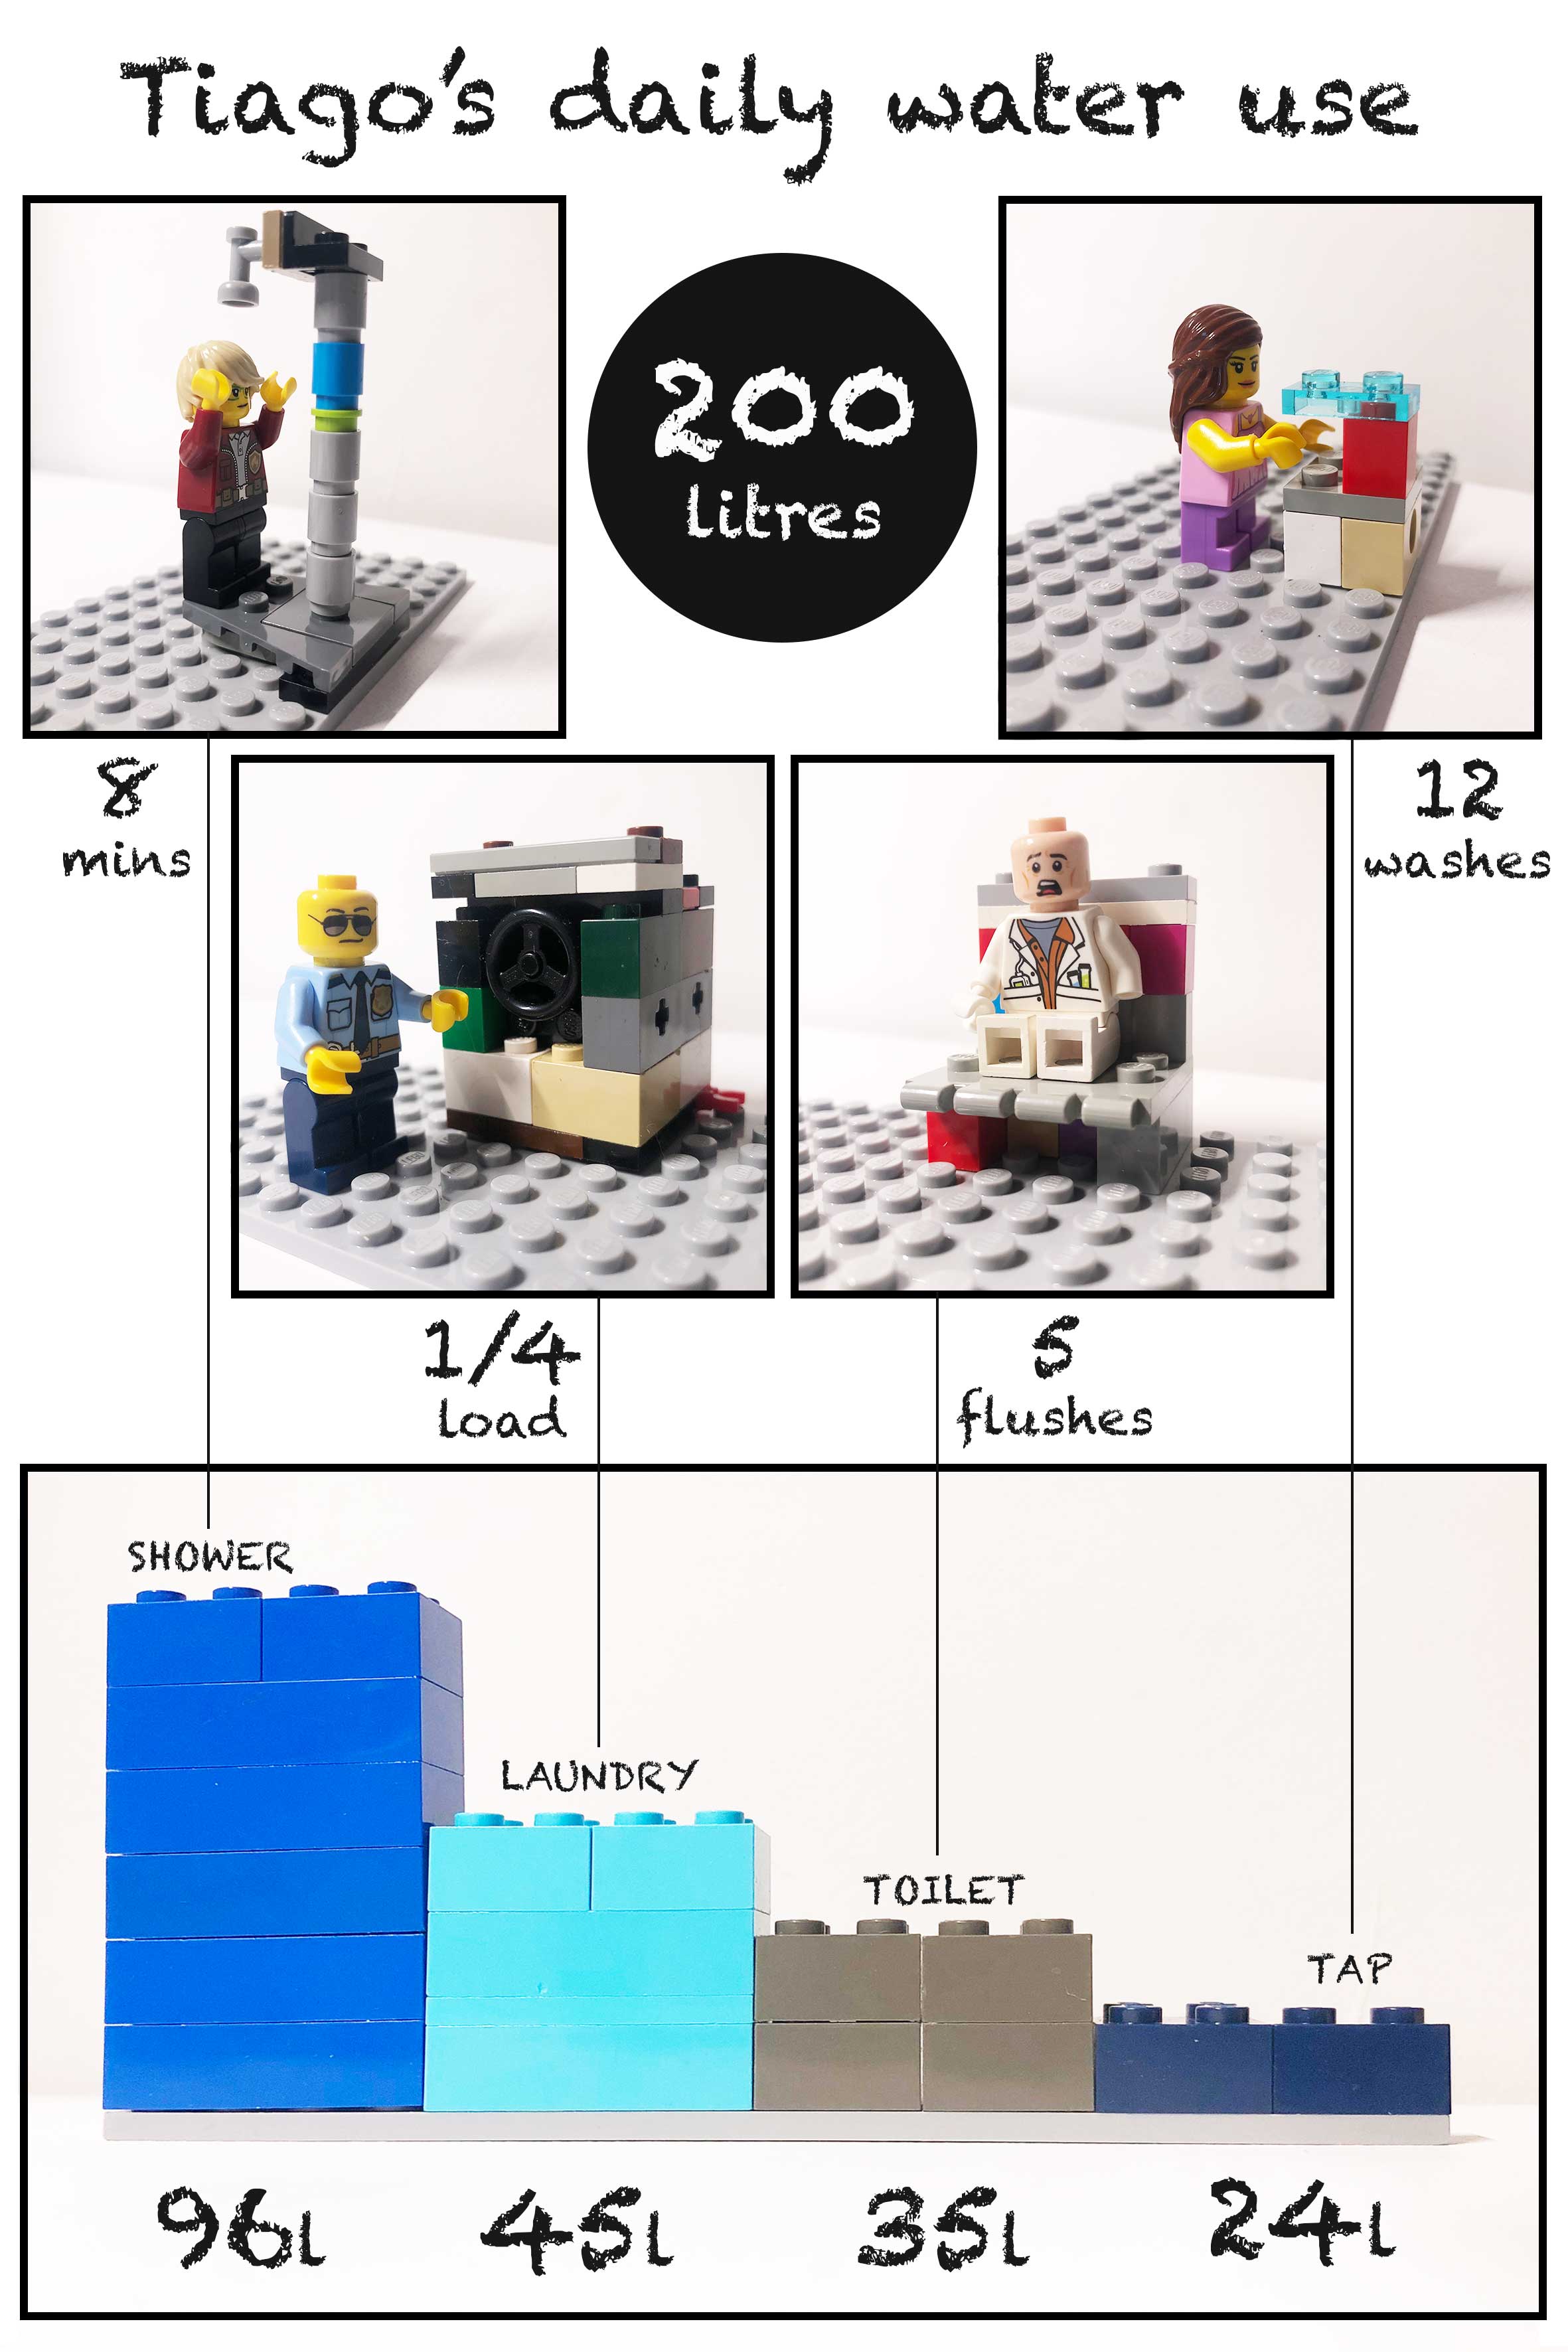 Tiago's daily water use
200
litres
8
mins
12
washes
1/4
load
5
flushes
SHOWER
LAUNDRY
TOILET
TAP
96l
45l
35l
24l